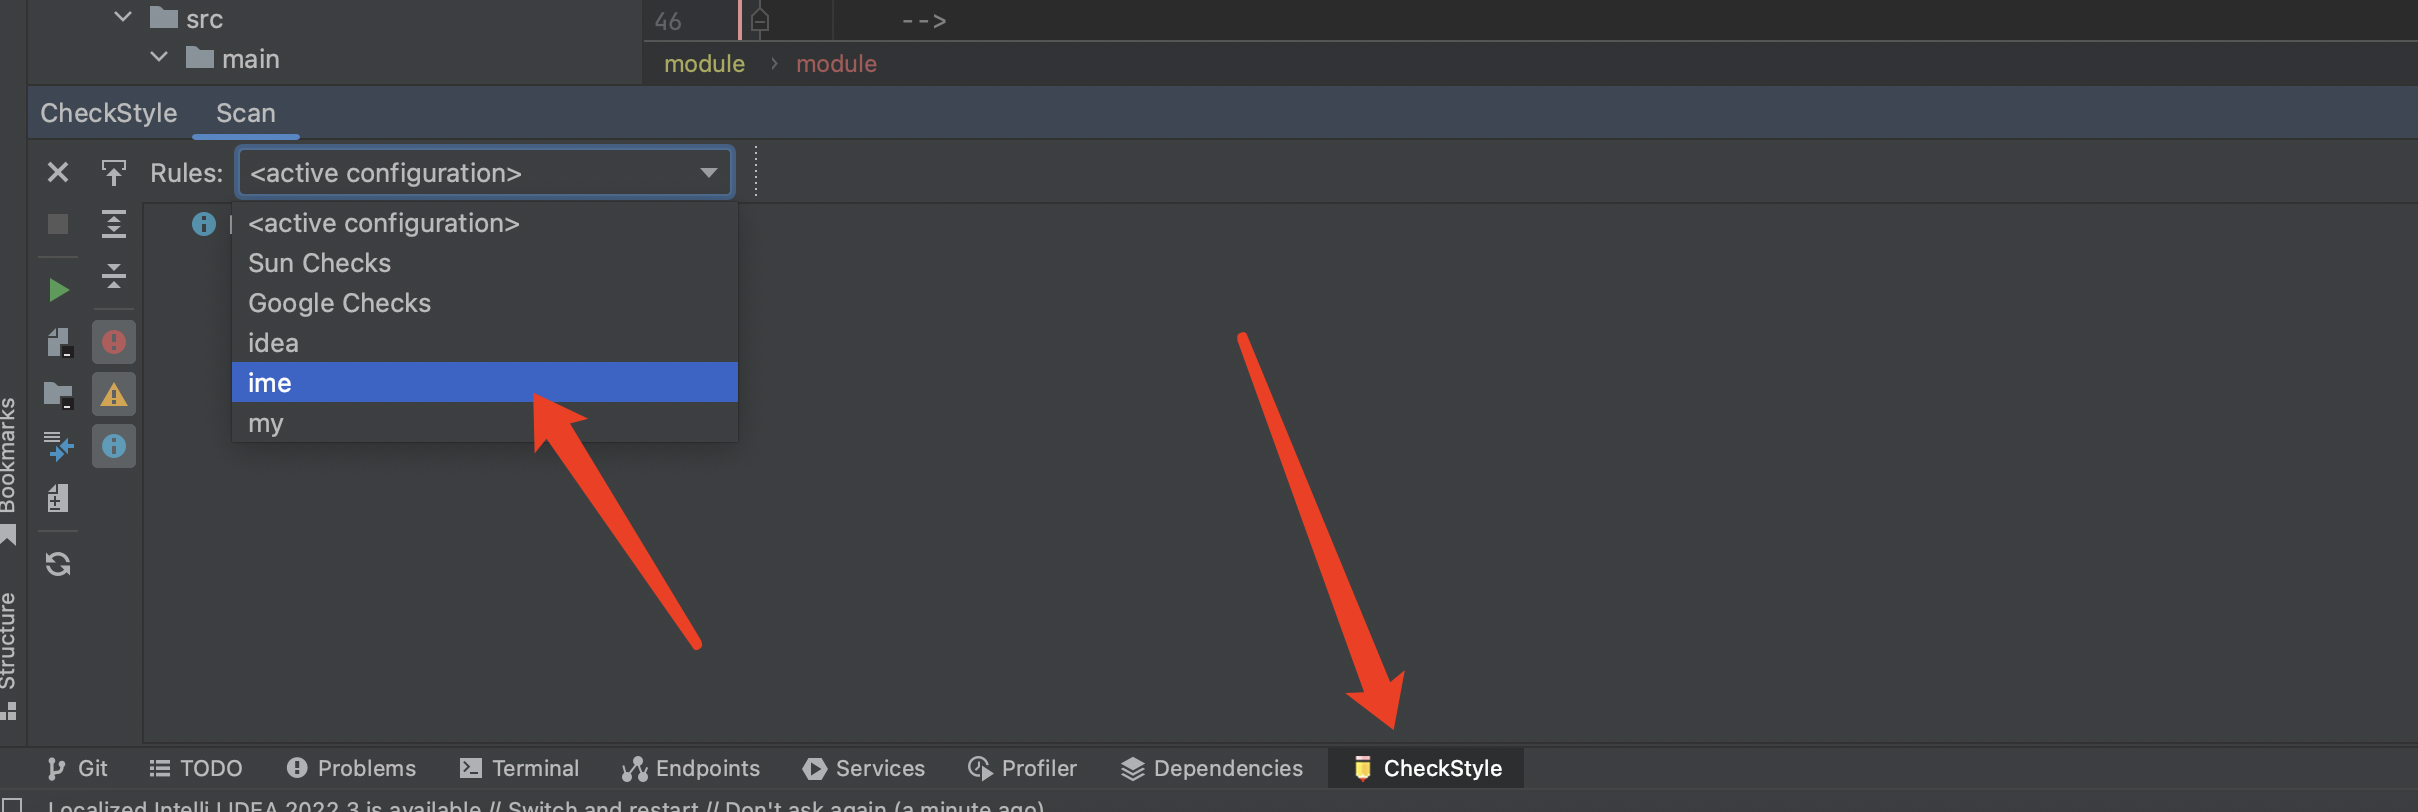 src
main
46 -->
module › module
CheckStyle Scan
Rules: <active configuration>
<active configuration>
Sun Checks
Google Checks
idea
ime
my
Bookmarks
Structure
Git TODO Problems Terminal Endpoints Services Profiler Dependencies CheckStyle
Localized IntelliJ IDEA 2022.3 is available // Switch and restart // Don't ask again (a minute ago)